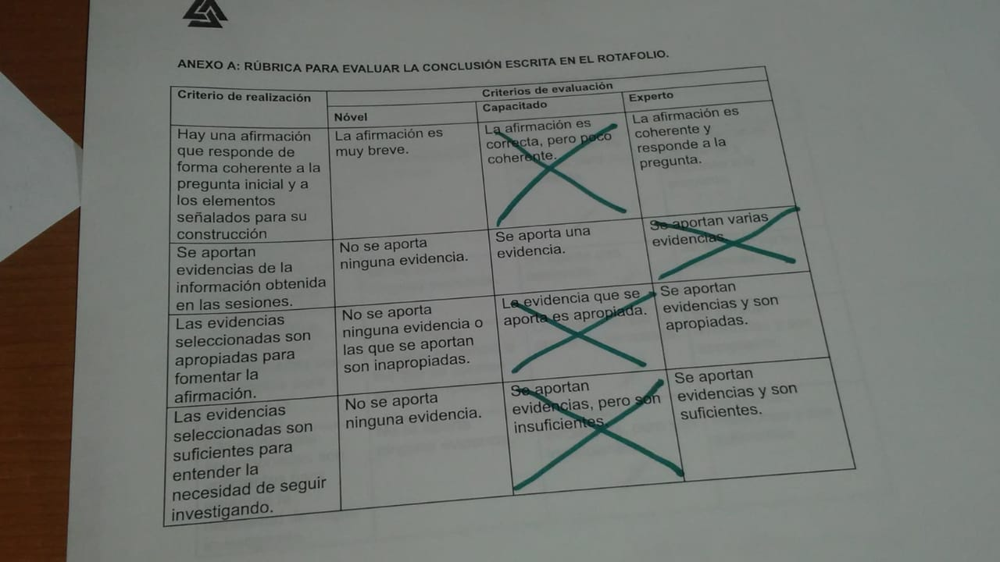 ANEXO A: RÚBRICA PARA EVALUAR LA CONCLUSIÓN ESCRITA EN EL ROTAFOLIO.
Criterio de realización
Criterios de evaluación
Nóvel
Capacitado
Experto
Hay una afirmación
que responde de
forma coherente a la
pregunta inicial y a
los elementos
señalados para su
construcción
La afirmación es
muy breve.
La afirmación es
correcta, pero poco
coherente.
La afirmación es
coherente y
responde a la
pregunta.
Se aportan
evidencias de la
información obtenida
en las sesiones.
No se aporta
ninguna evidencia.
Se aporta una
evidencia.
Se aportan varias
evidencias.
Las evidencias
seleccionadas son
apropiadas para
fomentar la
afirmación.
No se aporta
ninguna evidencia o
las que se aportan
son inapropiadas.
La evidencia que se
aporta es apropiada.
Se aportan
evidencias y son
apropiadas.
Las evidencias
seleccionadas son
suficientes para
entender la
necesidad de seguir
investigando.
No se aporta
ninguna evidencia.
Se aportan
evidencias, pero son
insuficientes.
Se aportan
evidencias y son
suficientes.